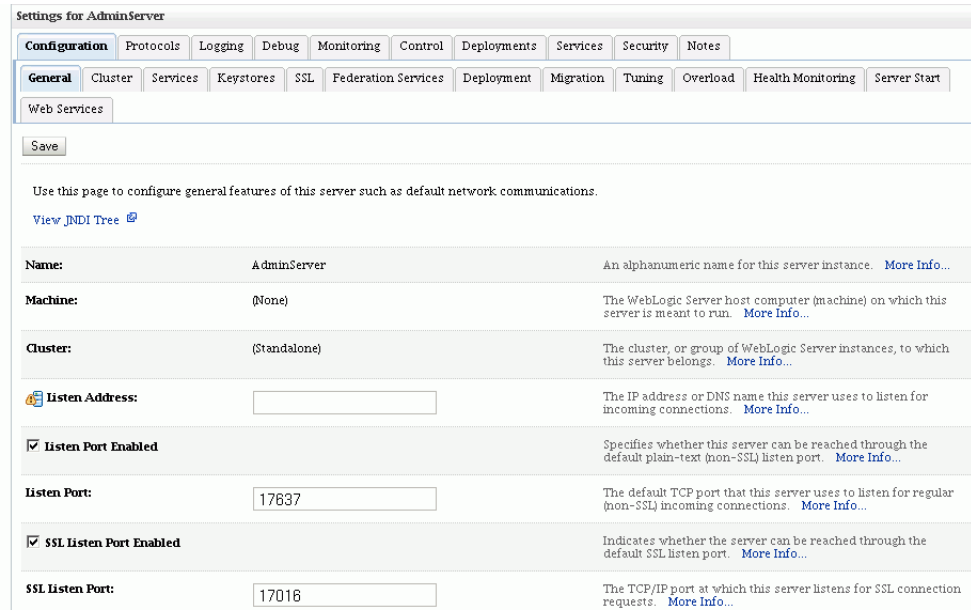 Settings for AdminServer
Configuration Protocols Logging Debug Monitoring Control Deployments Services Security Notes
General Cluster Services Keystores SSL Federation Services Deployment Migration Tuning Overload Health Monitoring Server Start
Web Services
Save
Use this page to configure general features of this server such as default network communications.
View JNDI Tree
Name: AdminServer An alphanumeric name for this server instance. More Info...
Machine: (None) The WebLogic Server host computer (machine) on which this
server is meant to run. More Info...
Cluster: (Standalone) The cluster, or group of WebLogic Server instances, to which
this server belongs. More Info...
Listen Address: The IP address or DNS name this server uses to listen for
incoming connections. More Info...
Listen Port Enabled Specifies whether this server can be reached through the
default plain-text (non-SSL) listen port. More Info...
Listen Port: 17637 The default TCP port that this server uses to listen for regular
(non-SSL) incoming connections. More Info...
SSL Listen Port Enabled Indicates whether the server can be reached through the
default SSL listen port. More Info...
SSL Listen Port: 17016 The TCP/IP port at which this server listens for SSL connection
requests. More Info...